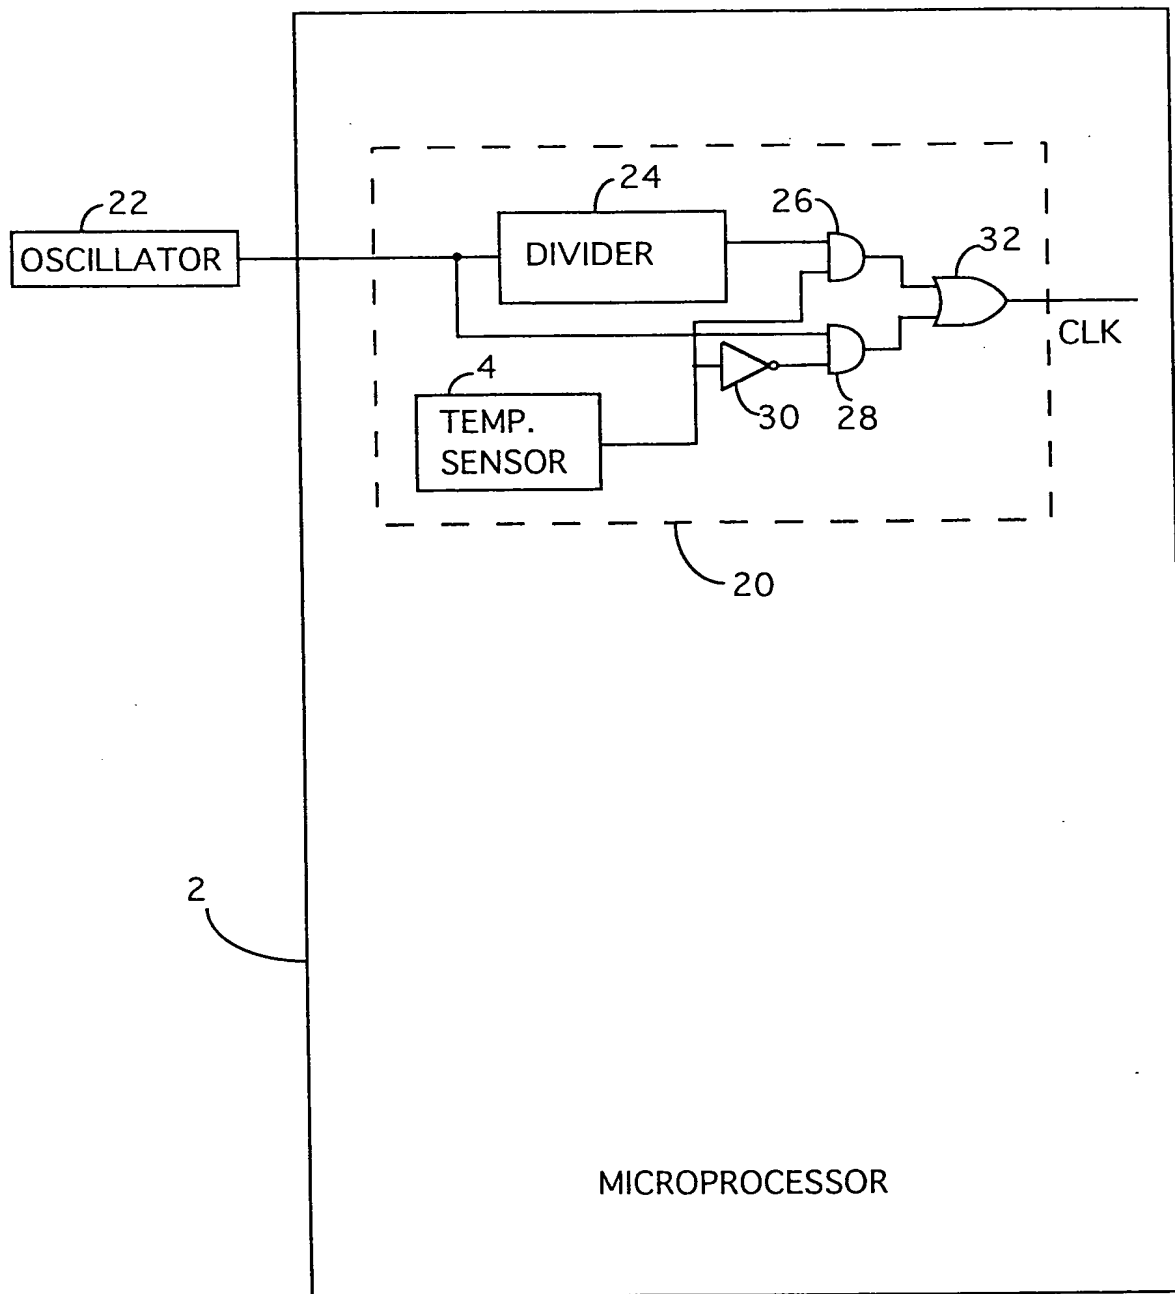 22
OSCILLATOR
24
DIVIDER
26
32
CLK
4
TEMP.
SENSOR
30
28
20
2
MICROPROCESSOR